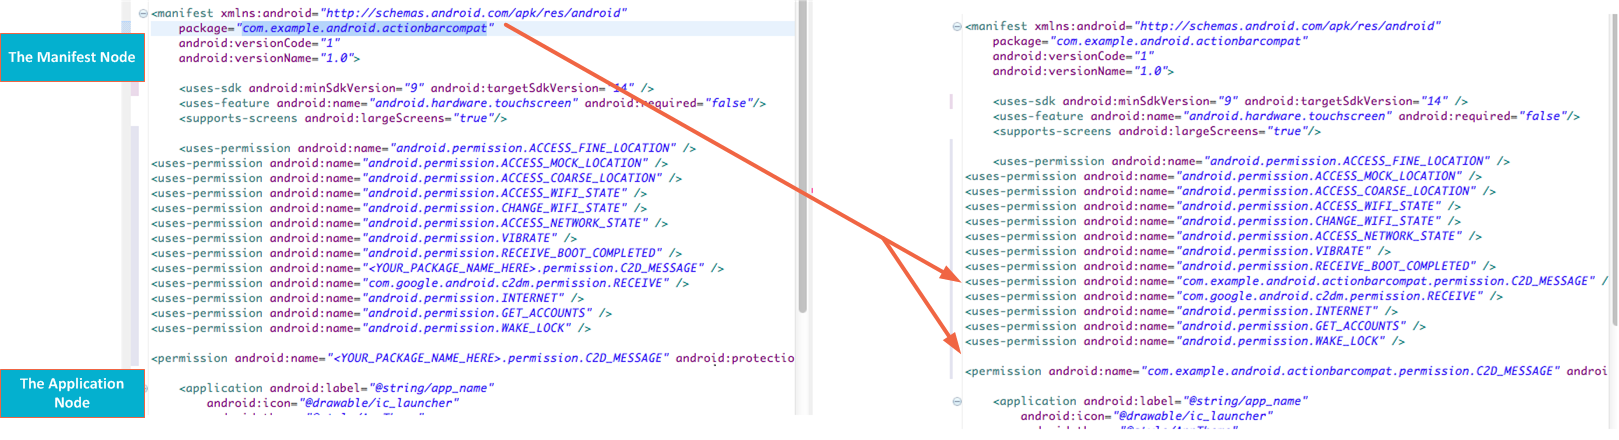 The Manifest Node
<manifest xmlns:android="http://schemas.android.com/apk/res/android"
package="com.example.android.actionbarcompat"
android:versionCode="1"
android:versionName="1.0">
<uses-sdk android:minSdkVersion="9" android:targetSdkVersion="14" />
<uses-feature android:name="android.hardware.touchscreen" android:required="false"/>
<supports-screens android:largeScreens="true"/>
<uses-permission android:name="android.permission.ACCESS_FINE_LOCATION" />
<uses-permission android:name="android.permission.ACCESS_MOCK_LOCATION" />
<uses-permission android:name="android.permission.ACCESS_COARSE_LOCATION" />
<uses-permission android:name="android.permission.ACCESS_WIFI_STATE" />
<uses-permission android:name="android.permission.CHANGE_WIFI_STATE" />
<uses-permission android:name="android.permission.ACCESS_NETWORK_STATE" />
<uses-permission android:name="android.permission.VIBRATE" />
<uses-permission android:name="android.permission.RECEIVE_BOOT_COMPLETED" />
<uses-permission android:name="<YOUR_PACKAGE_NAME_HERE>.permission.C2D_MESSAGE" />
<uses-permission android:name="com.google.android.c2dm.permission.RECEIVE" />
<uses-permission android:name="android.permission.INTERNET" />
<uses-permission android:name="android.permission.GET_ACCOUNTS" />
<uses-permission android:name="android.permission.WAKE_LOCK" />
<permission android:name="<YOUR_PACKAGE_NAME_HERE>.permission.C2D_MESSAGE" android:protectio
The Application
Node
<application android:label="@string/app_name"
android:icon="@drawable/ic_launcher"
<manifest xmlns:android="http://schemas.android.com/apk/res/android"
package="com.example.android.actionbarcompat"
android:versionCode="1"
android:versionName="1.0">
<uses-sdk android:minSdkVersion="9" android:targetSdkVersion="14" />
<uses-feature android:name="android.hardware.touchscreen" android:required="false"/>
<supports-screens android:largeScreens="true"/>
<uses-permission android:name="android.permission.ACCESS_FINE_LOCATION" />
<uses-permission android:name="android.permission.ACCESS_MOCK_LOCATION" />
<uses-permission android:name="android.permission.ACCESS_COARSE_LOCATION" />
<uses-permission android:name="android.permission.ACCESS_WIFI_STATE" />
<uses-permission android:name="android.permission.CHANGE_WIFI_STATE" />
<uses-permission android:name="android.permission.ACCESS_NETWORK_STATE" />
<uses-permission android:name="android.permission.VIBRATE" />
<uses-permission android:name="android.permission.RECEIVE_BOOT_COMPLETED" />
<uses-permission android:name="com.example.android.actionbarcompat.permission.C2D_MESSAGE" /
<uses-permission android:name="com.google.android.c2dm.permission.RECEIVE" />
<uses-permission android:name="android.permission.INTERNET" />
<uses-permission android:name="android.permission.GET_ACCOUNTS" />
<uses-permission android:name="android.permission.WAKE_LOCK" />
<permission android:name="com.example.android.actionbarcompat.permission.C2D_MESSAGE" androi
<application android:label="@string/app_name"
android:icon="@drawable/ic_launcher"